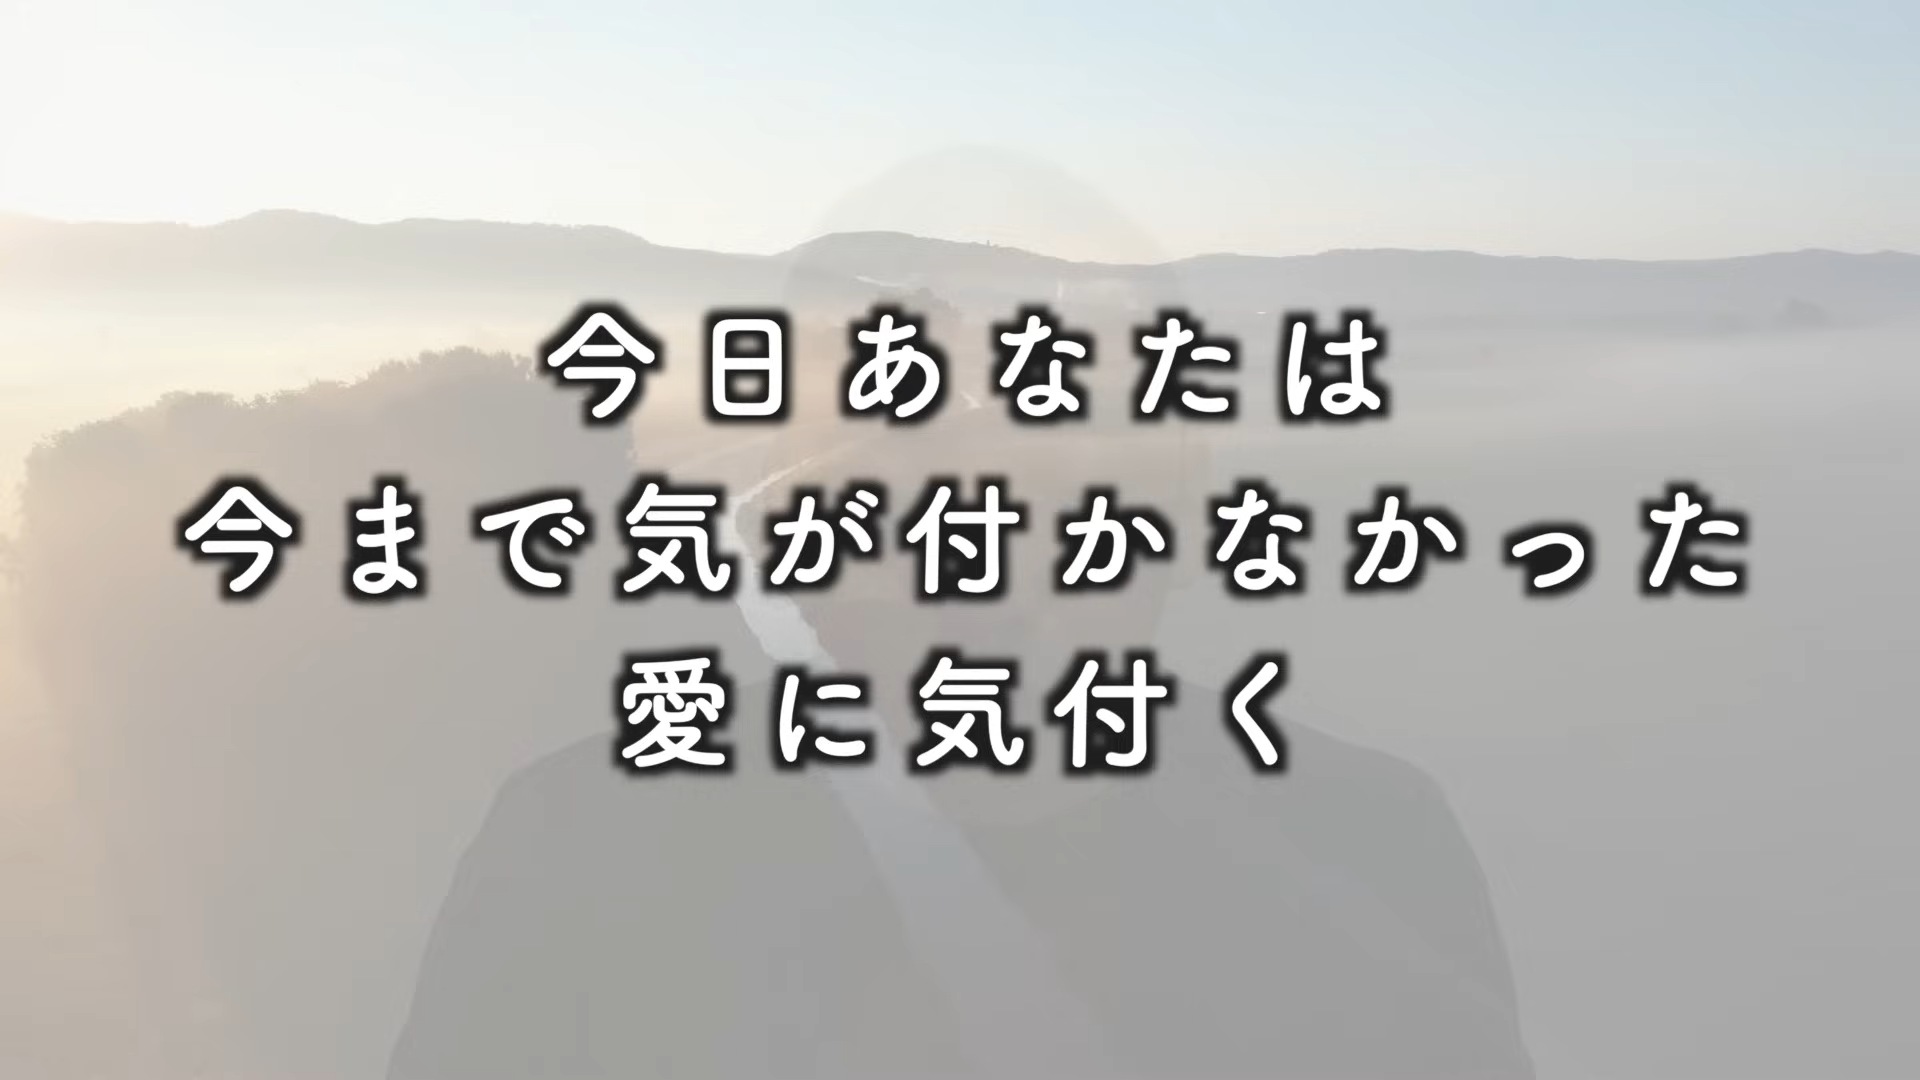 今日あなたは
今まで気が付かなかった
愛に気付く